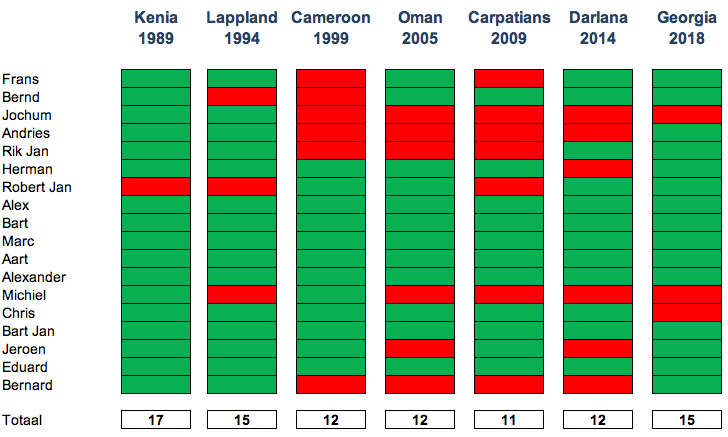 Kenia Lappland Cameroon Oman Carpatians Darlana Georgia
1989 1994 1999 2005 2009 2014 2018
Frans
Bernd
Jochum
Andries
Rik Jan
Herman
Robert Jan
Alex
Bart
Marc
Aart
Alexander
Michiel
Chris
Bart Jan
Jeroen
Eduard
Bernard
Totaal 17 15 12 12 11 12 15